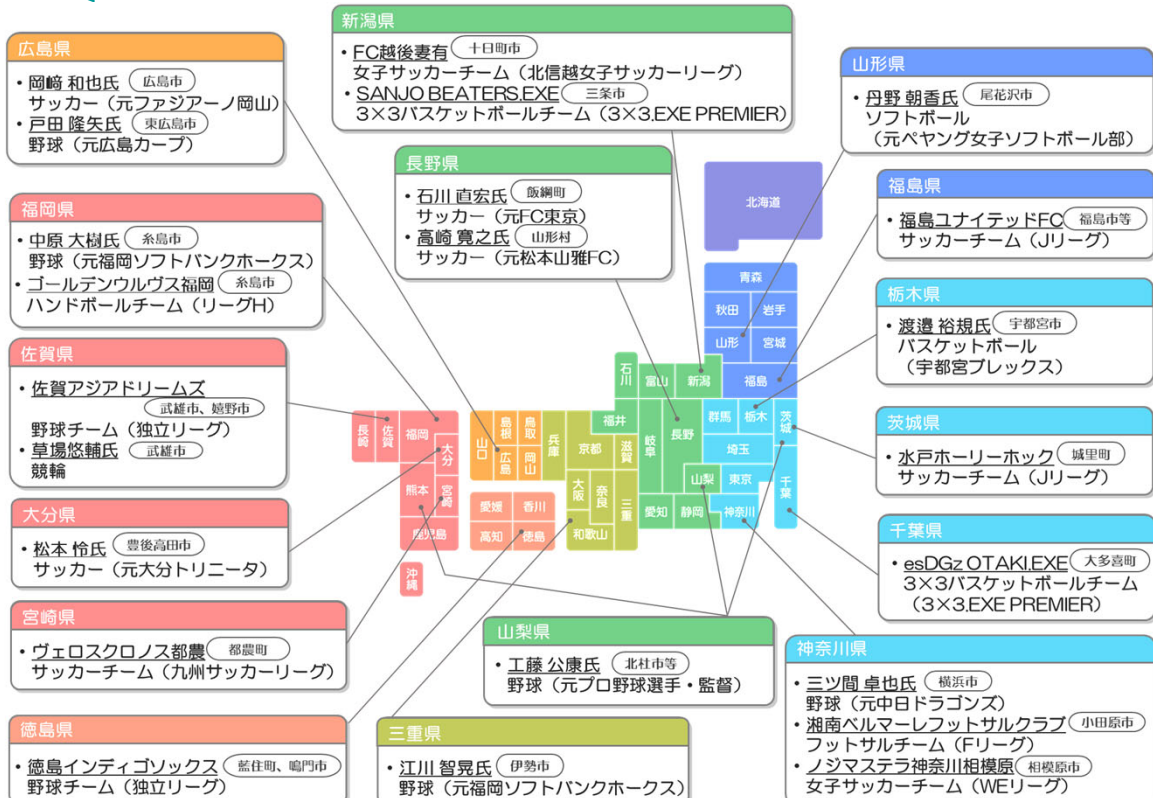 新潟県
・FC越後妻有 十日町市
女子サッカーチーム（北信越女子サッカーリーグ）
・SANJO BEATERS.EXE 三条市
3×3バスケットボールチーム（3×3.EXE PREMIER）
広島県
・岡﨑 和也氏 広島市
サッカー（元ファジアーノ岡山）
・戸田 隆矢氏 東広島市
野球（元広島カープ）
山形県
・丹野 朝香氏 尾花沢市
ソフトボール
（元ペヤング女子ソフトボール部）
長野県
・石川 直宏氏 飯綱町
サッカー（元FC東京）
・高崎 寛之氏 山形村
サッカー（元松本山雅FC）
福島県
・福島ユナイテッドFC 福島市等
サッカーチーム（Jリーグ）
福岡県
・中原 大樹氏 糸島市
野球（元福岡ソフトバンクホークス）
・ゴールデンウルヴス福岡 糸島市
ハンドボールチーム（リーグH）
栃木県
・渡邉 裕規氏 宇都宮市
バスケットボール
（宇都宮ブレックス）
佐賀県
・佐賀アジアドリームズ
武雄市、嬉野市
野球チーム（独立リーグ）
・草場悠輔氏 武雄市
競輪
茨城県
・水戸ホーリーホック 城里町
サッカーチーム（Jリーグ）
大分県
・松本 怜氏 豊後高田市
サッカー（元大分トリニータ）
千葉県
・esDGz OTAKI.EXE 大多喜町
3×3バスケットボールチーム
（3×3.EXE PREMIER）
宮崎県
・ヴェロスクロノス都農 都農町
サッカーチーム（九州サッカーリーグ）
山梨県
・工藤 公康氏 北杜市等
野球（元プロ野球選手・監督）
神奈川県
・三ツ間 卓也氏 横浜市
野球（元中日ドラゴンズ）
・湘南ベルマーレフットサルクラブ 小田原市
フットサルチーム（Fリーグ）
・ノジマステラ神奈川相模原 相模原市
女子サッカーチーム（WEリーグ）
徳島県
・徳島インディゴソックス 藍住町、鳴門市
野球チーム（独立リーグ）
三重県
・江川 智晃氏 伊勢市
野球（元福岡ソフトバンクホークス）
北海道
青森
秋田 岩手
山形 宮城
石川 富山 新潟 福島
福井 岐阜 長野 群馬 栃木 茨城
埼玉
山梨 東京 千葉
愛知 静岡 神奈川
長崎 佐賀 福岡 大分
熊本 宮崎
鹿児島
沖縄
山口 島根 鳥取 広島 岡山
兵庫 京都 滋賀
大阪 奈良 三重
和歌山
愛媛 香川
高知 徳島